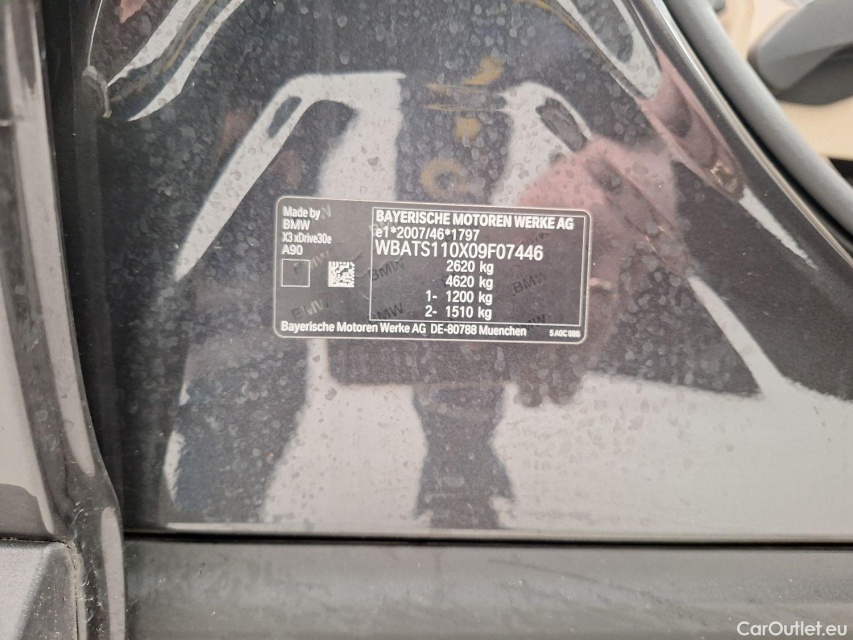 Made by
BMW
X3 xDrive30e
A90
BAYERISCHE MOTOREN WERKE AG
e1*2007/46*1797
WBATS110X09F07446
2620 kg
4620 kg
1- 1200 kg
2- 1510 kg
Bayerische Motoren Werke AG DE-80788 Muenchen
CarOutlet.eu